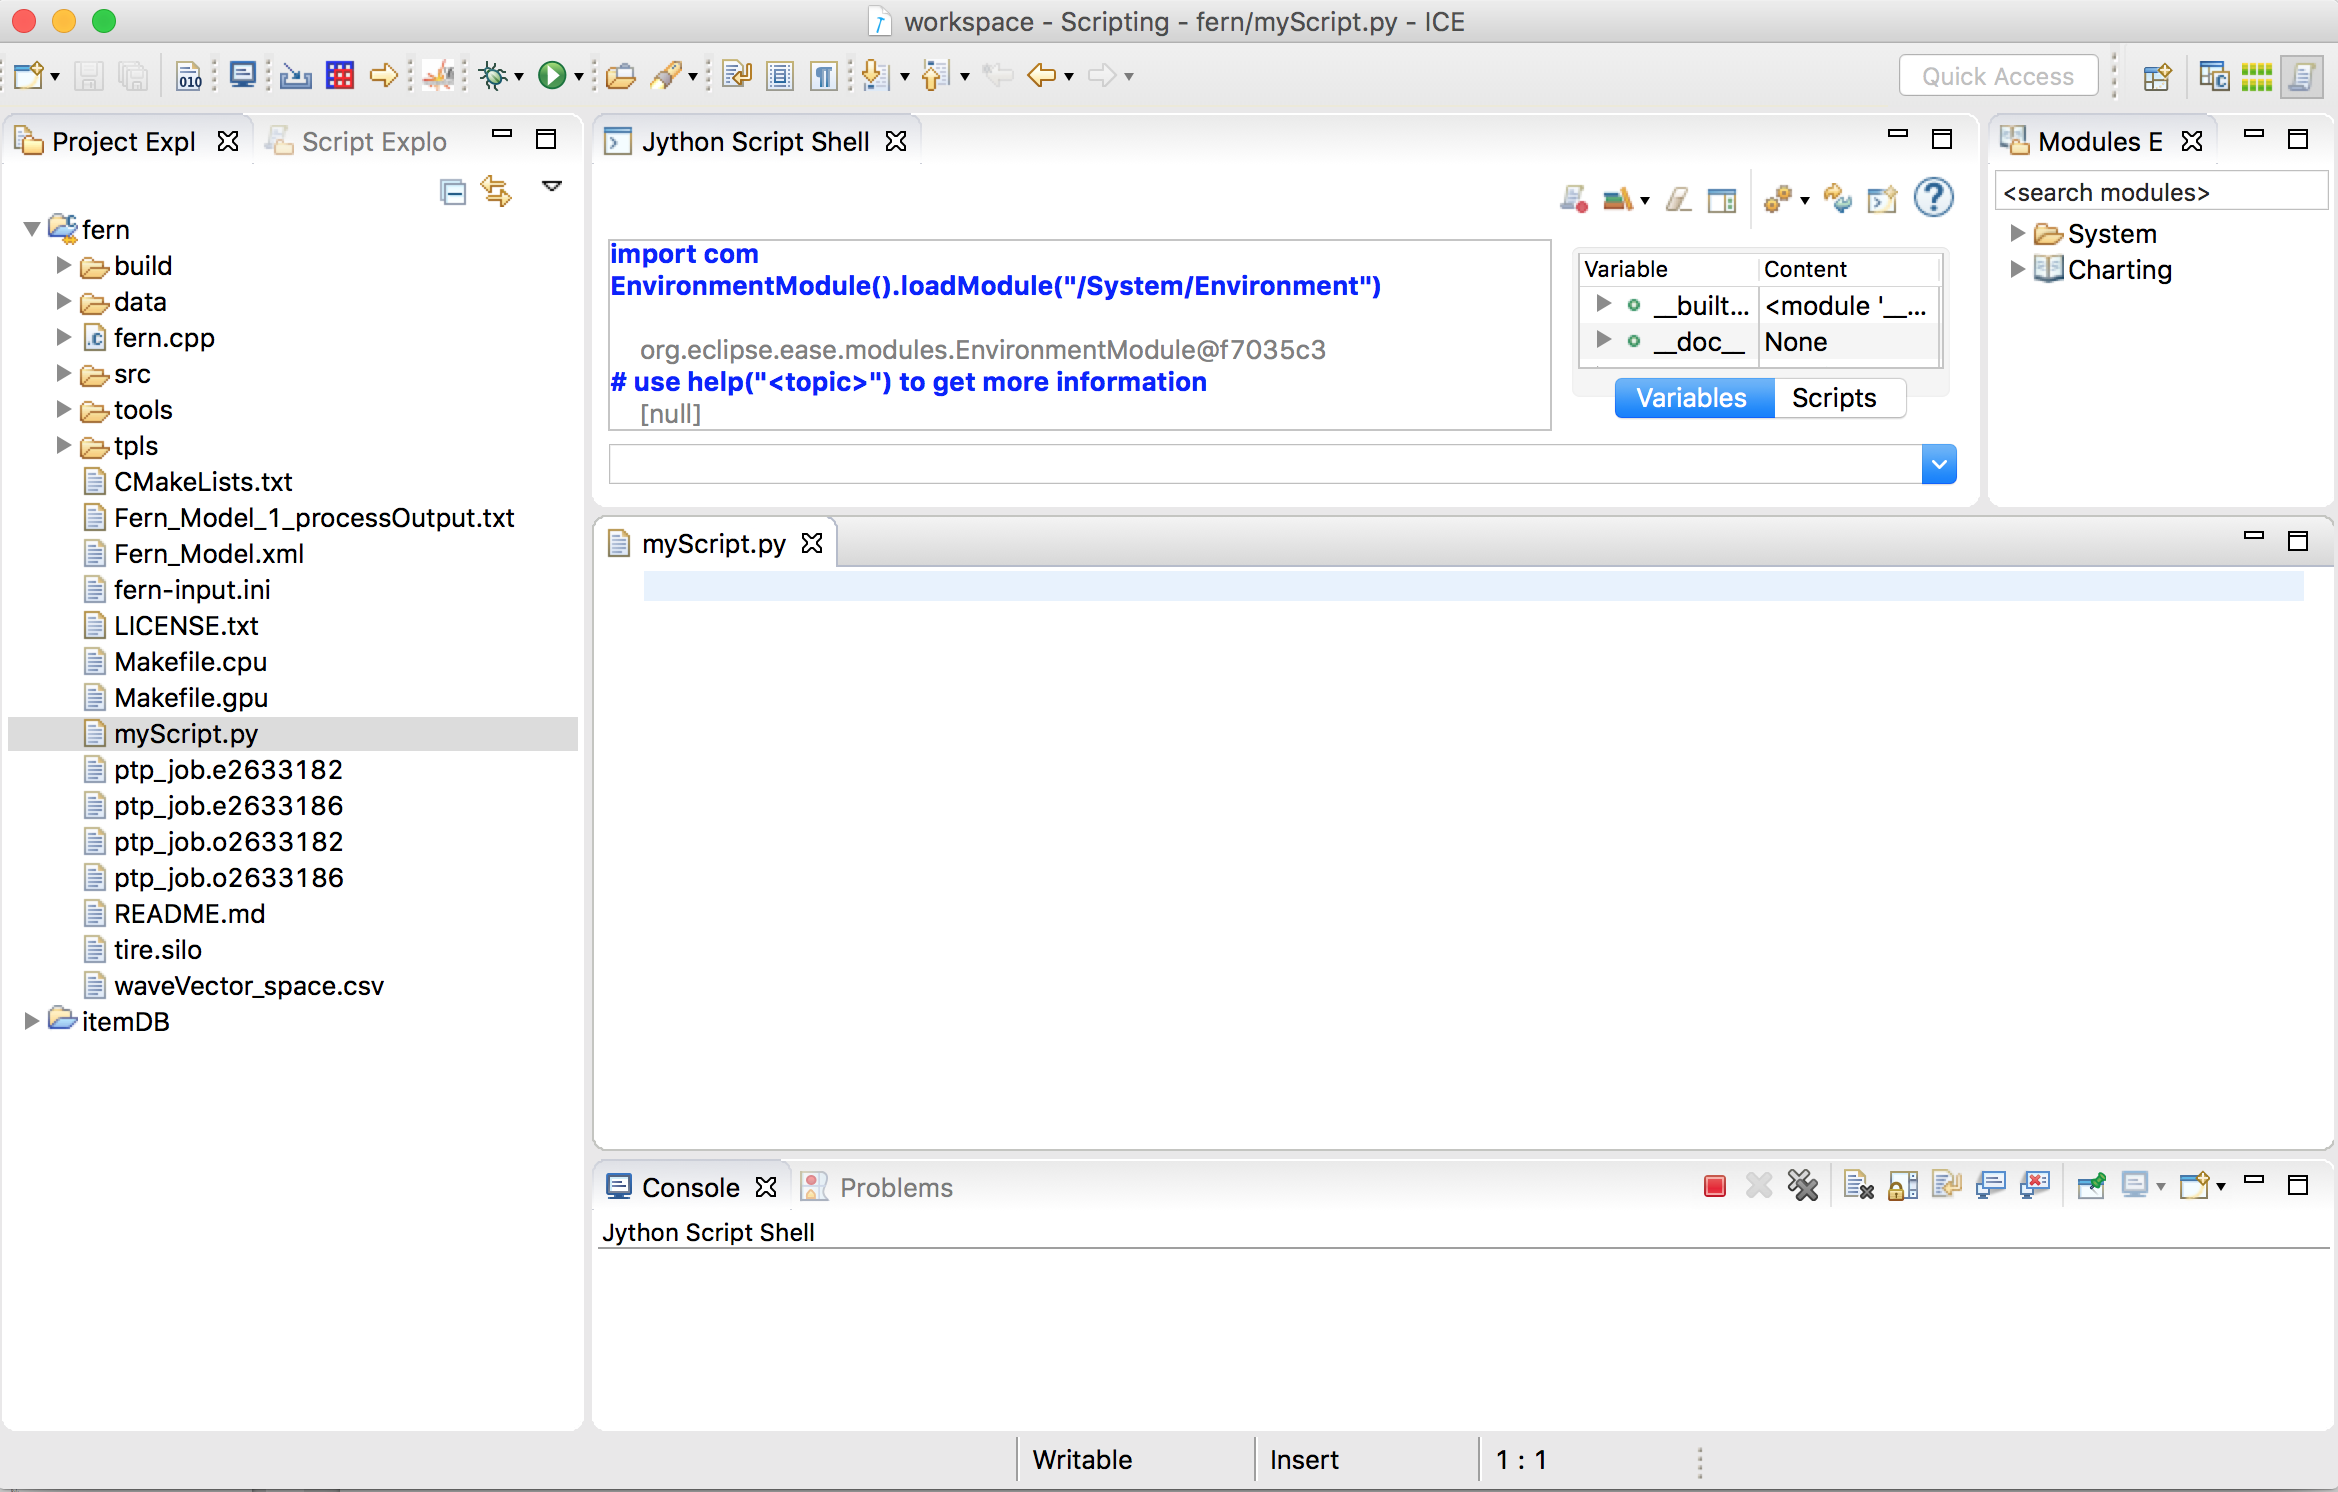 workspace - Scripting - fern/myScript.py - ICE
010
Quick Access
Project Expl
Script Explo
fern
build
data
fern.cpp
src
tools
tpls
CMakeLists.txt
Fern_Model_1_processOutput.txt
Fern_Model.xml
fern-input.ini
LICENSE.txt
Makefile.cpu
Makefile.gpu
myScript.py
ptp_job.e2633182
ptp_job.e2633186
ptp_job.o2633182
ptp_job.o2633186
README.md
tire.silo
waveVector_space.csv
itemDB
Jython Script Shell
import com
EnvironmentModule().loadModule("/System/Environment")
org.eclipse.ease.modules.EnvironmentModule@f7035c3
# use help("<topic>") to get more information
[null]
Variable Content
__built... <module '__...
__doc__ None
Variables Scripts
Modules E
<search modules>
System
Charting
myScript.py
Console Problems
Jython Script Shell
Writable Insert 1 : 1